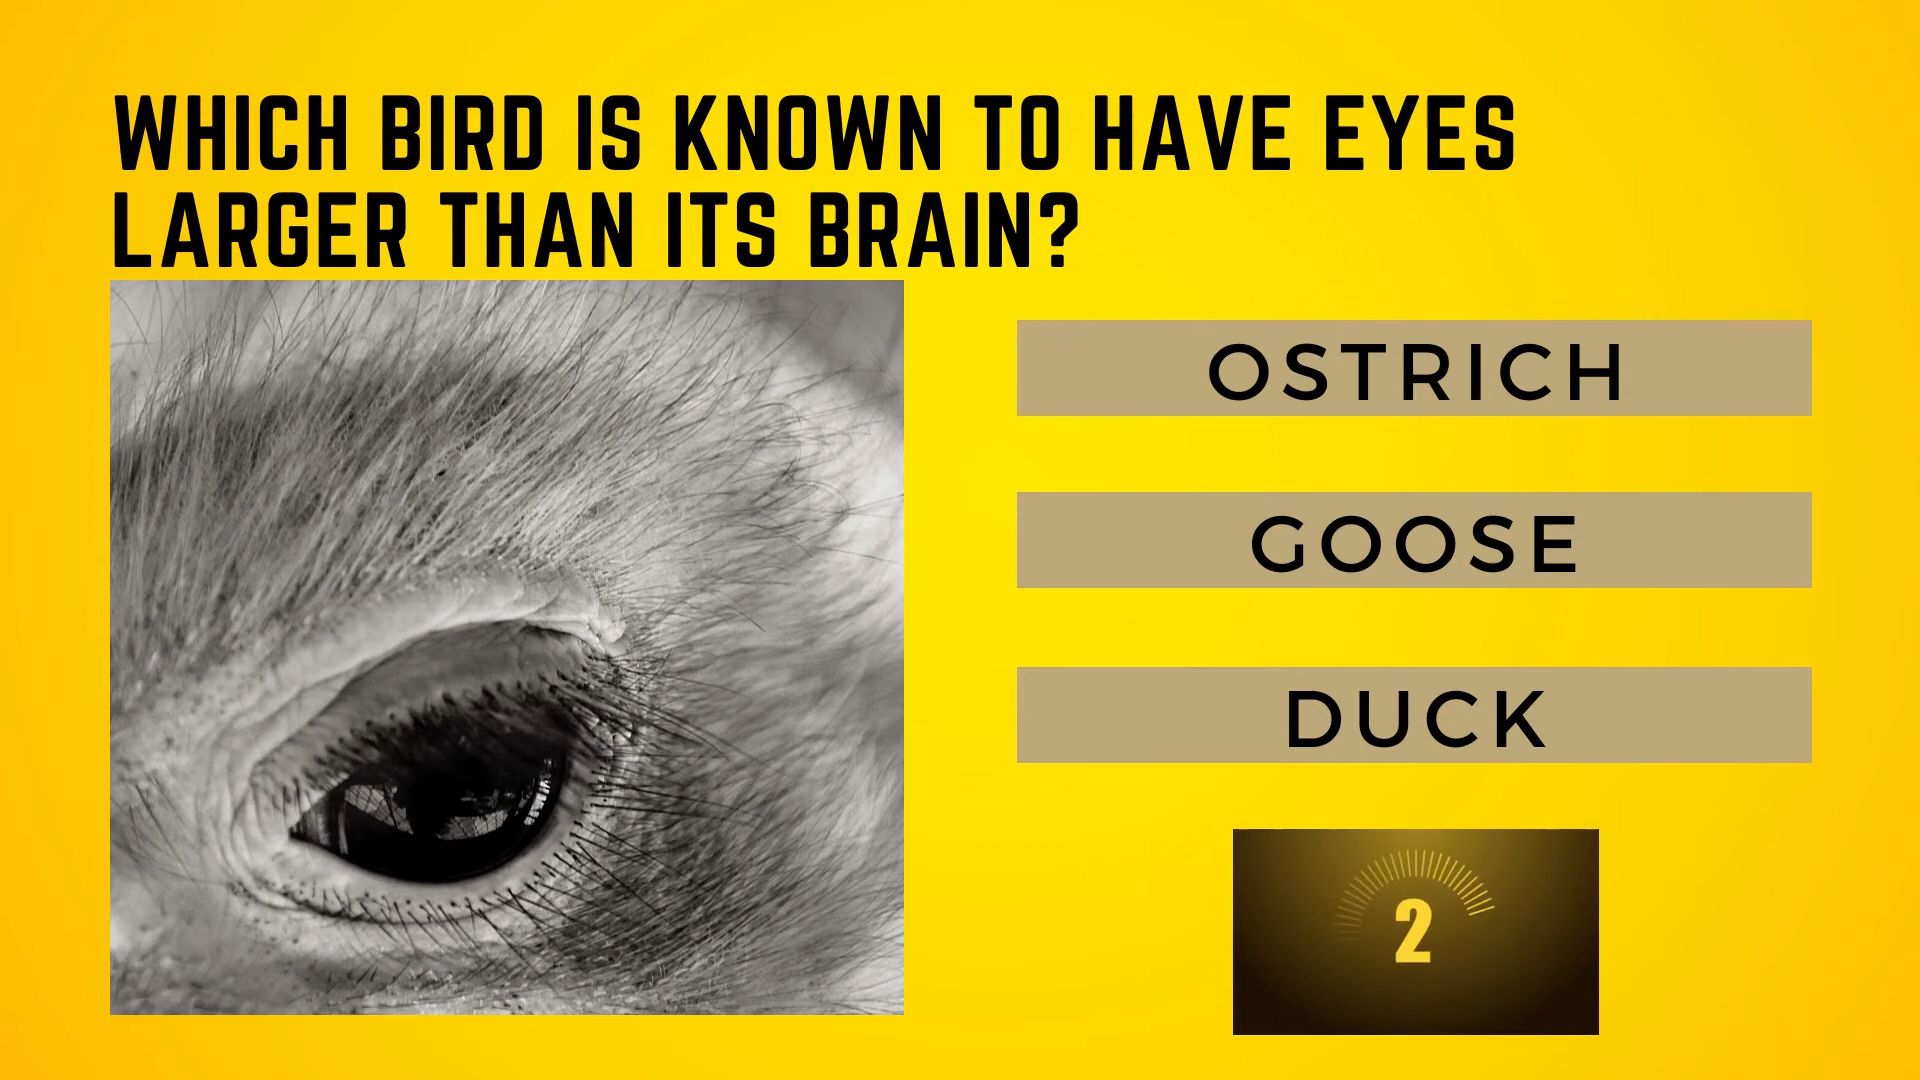 WHICH BIRD IS KNOWN TO HAVE EYES
LARGER THAN ITS BRAIN?
OSTRICH
GOOSE
DUCK
2